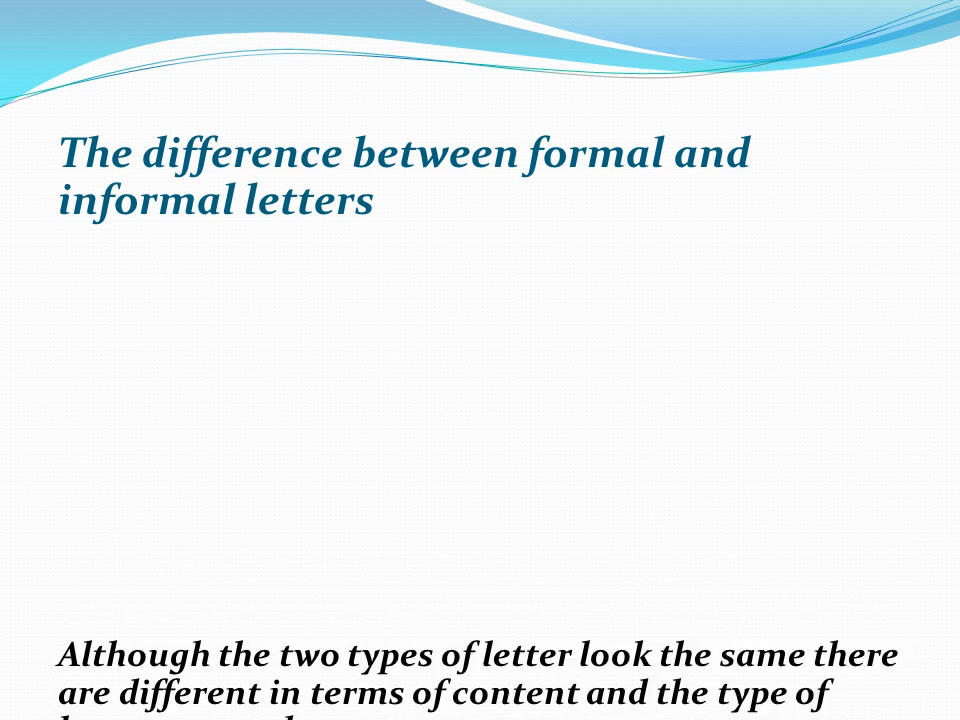 The difference between formal and
informal letters
Although the two types of letter look the same there
are different in terms of content and the type of